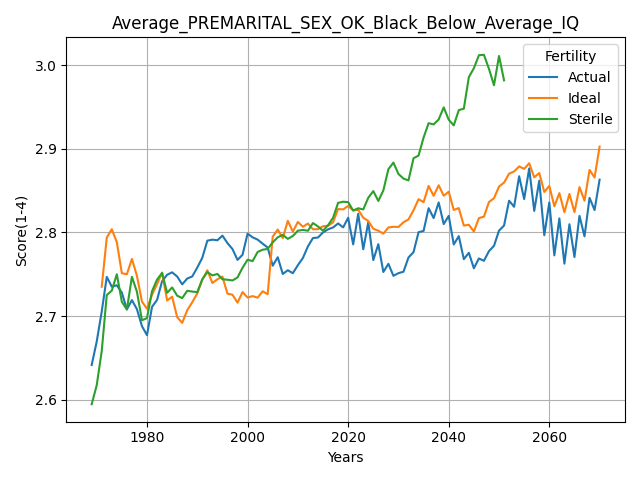 Average_PREMARITAL_SEX_OK_Black_Below_Average_IQ
Score(1-4)
3.0
2.9
2.8
2.7
2.6
Fertility
Actual
Ideal
Sterile
1980 2000 2020 2040 2060
Years